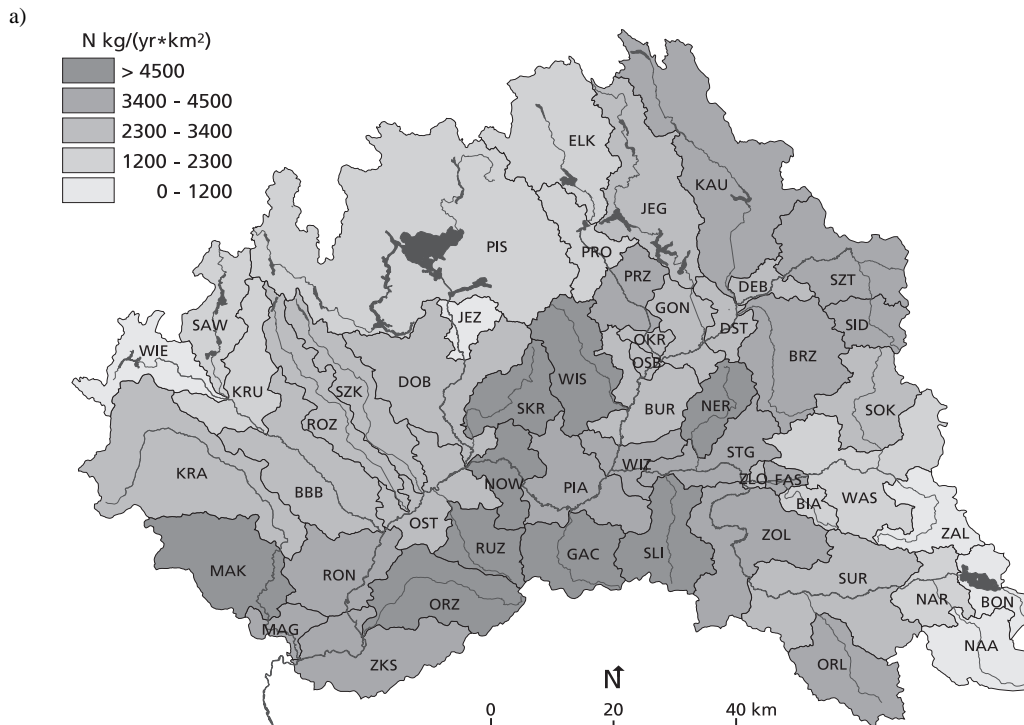 a)
N kg/(yr*km²)
> 4500
3400 - 4500
2300 - 3400
1200 - 2300
0 - 1200
ELK
KAU
JEG
PIS
PRO
PRZ
DEB
SZT
JEZ
GON
SAW
DST
SID
OKR
WIE
BRZ
OSB
DOB
WIS
KRU
SZK
SKR
BUR
NER
SOK
ROZ
STG
WIZ
KRA
ZLO
FAS
NOW
PIA
BBB
BIA
WAS
OST
ZOL
ZAL
RUZ
GAC
SLI
MAK
RON
SUR
ORZ
NAR
BON
MAG
NAA
ZKS
ORL
N
0 20 40 km